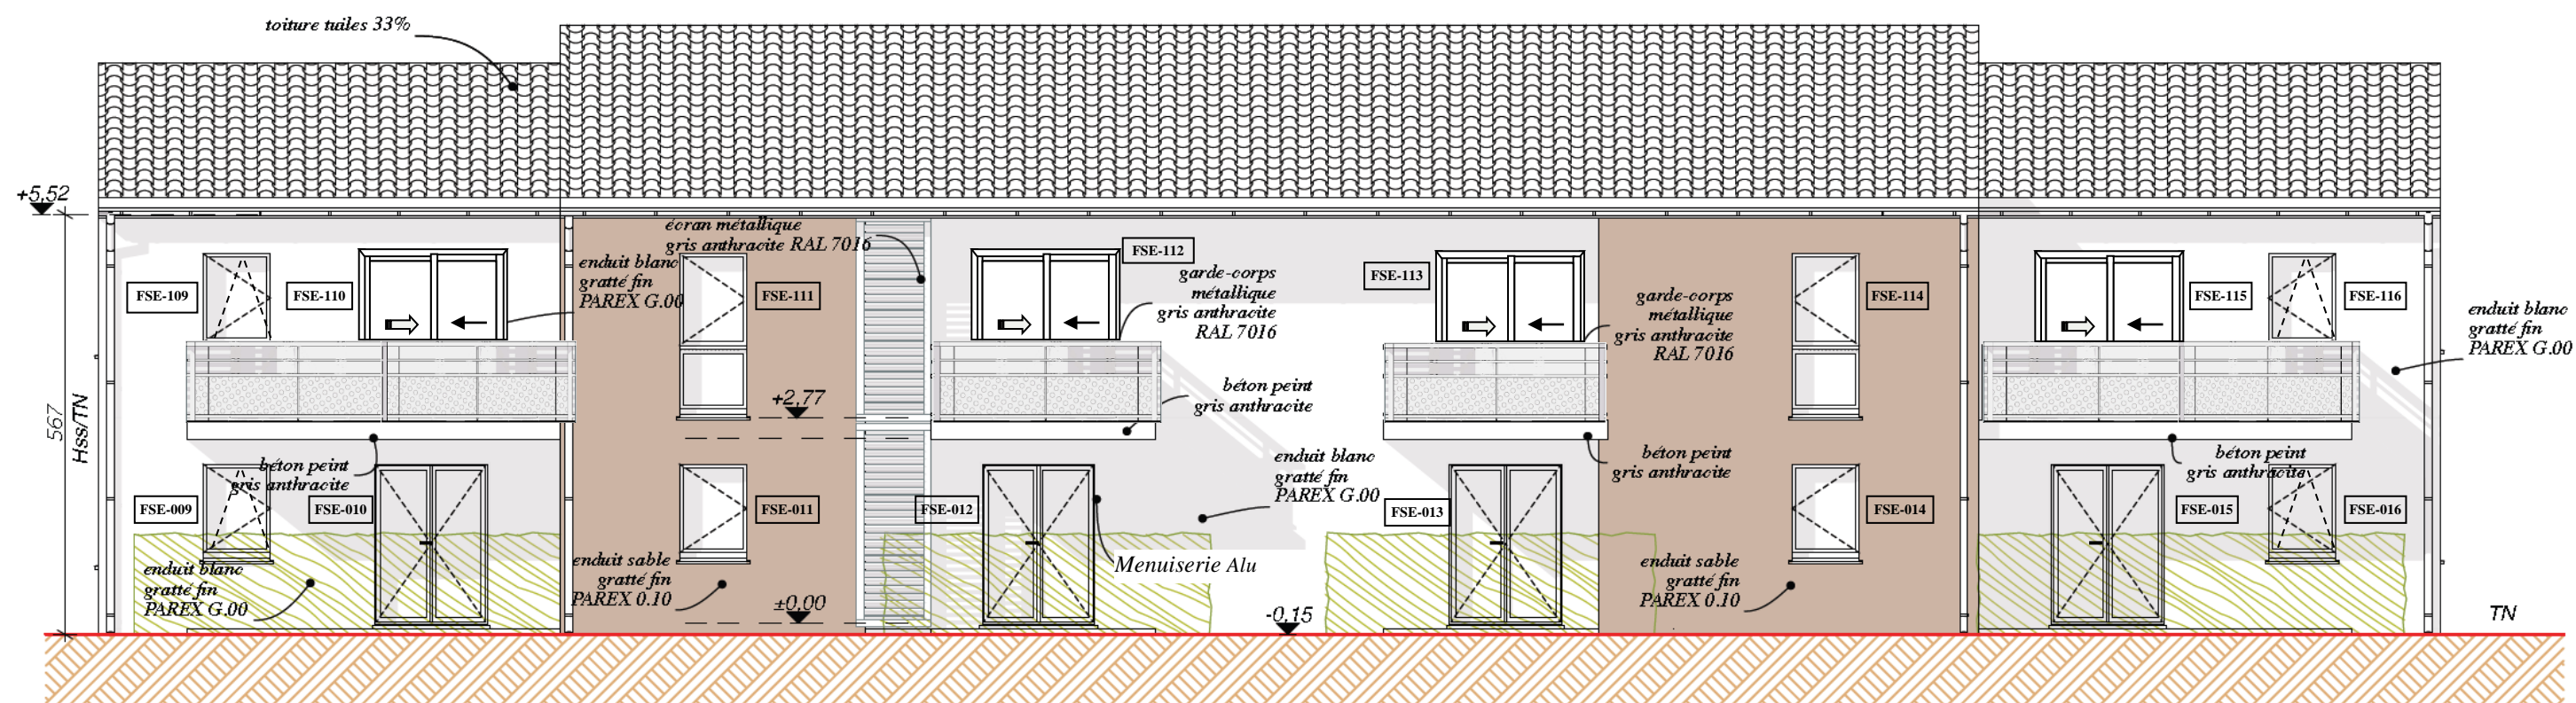 toiture tuiles 33%
+5,52
567
Hss/TN
FSE-109
FSE-110
enduit blanc
gratté fin
PAREX G.00
écran métallique
gris anthracite RAL 7016
FSE-111
FSE-112
garde-corps
métallique
gris anthracite
RAL 7016
béton peint
gris anthracite
FSE-113
garde-corps
métallique
gris anthracite
RAL 7016
FSE-114
FSE-115
FSE-116
enduit blanc
gratté fin
PAREX G.00
+2,77
béton peint
gris anthracite
FSE-009
FSE-010
enduit blanc
gratté fin
PAREX G.00
enduit sable
gratté fin
PAREX 0.10
FSE-011
±0,00
FSE-012
Menuiserie Alu
enduit blanc
gratté fin
PAREX G.00
-0,15
FSE-013
béton peint
gris anthracite
enduit sable
gratté fin
PAREX 0.10
FSE-014
béton peint
gris anthracite
FSE-015
FSE-016
TN